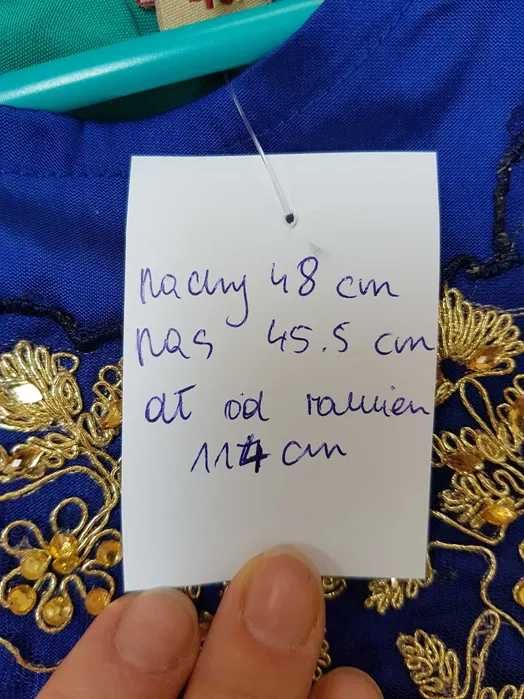 pachy 48 cm
pas 45.5 cm
dł od ramien
114 cm